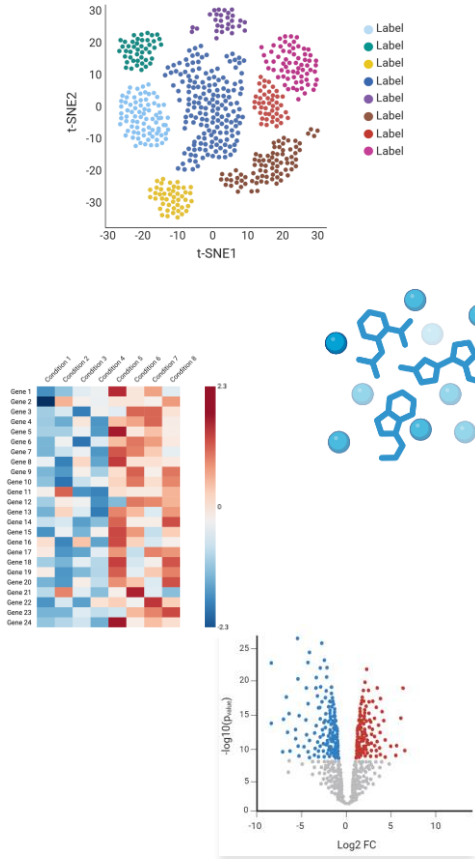 30
20
10
0
-10
-20
-30
t-SNE2
-30
-20
-10
0
10
20
30
t-SNE1
Label
Label
Label
Label
Label
Label
Label
Label
Condition 1
Condition 2
Condition 3
Condition 4
Condition 5
Condition 6
Condition 7
Condition 8
Gene 1
Gene 2
Gene 3
Gene 4
Gene 5
Gene 6
Gene 7
Gene 8
Gene 9
Gene 10
Gene 11
Gene 12
Gene 13
Gene 14
Gene 15
Gene 16
Gene 17
Gene 18
Gene 19
Gene 20
Gene 21
Gene 22
Gene 23
Gene 24
2.3
0
-2.3
25
20
15
10
5
0
-log10(pvalue)
-10
-5
0
5
10
Log2 FC